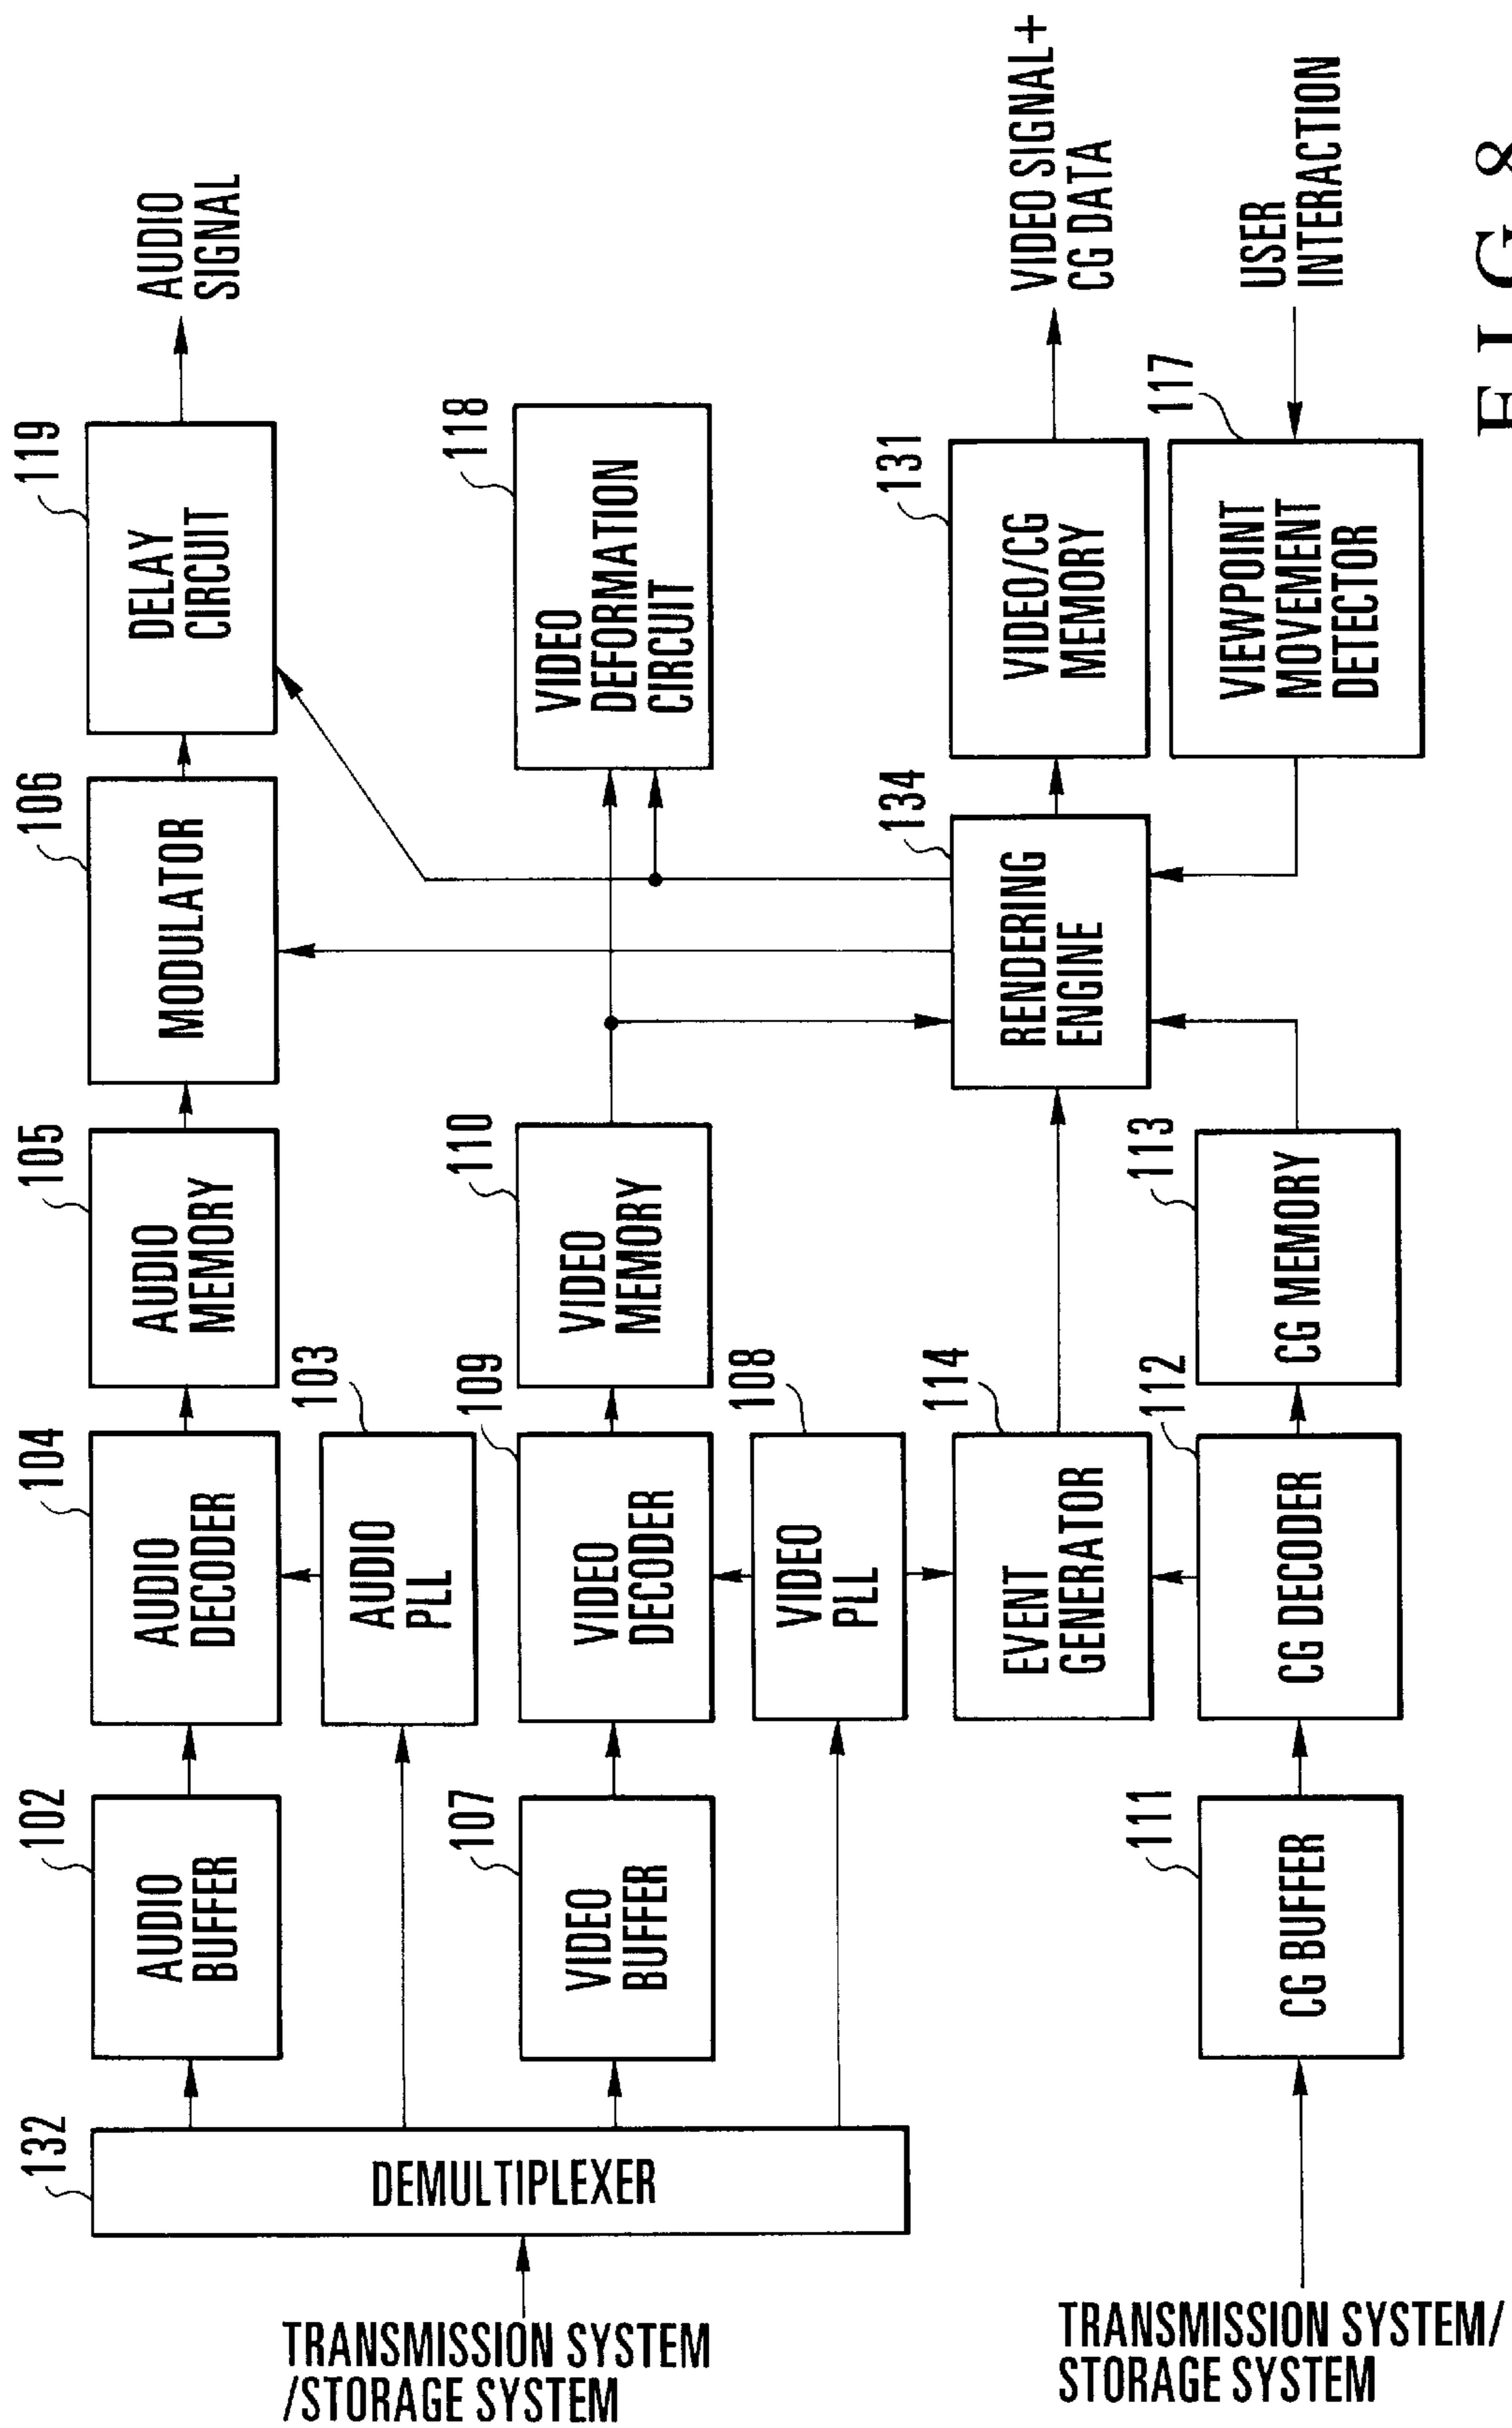 132
DEMULTIPLEXER
TRANSMISSION SYSTEM
/STORAGE SYSTEM
102
AUDIO
BUFFER
104
AUDIO
DECODER
105
AUDIO
MEMORY
106
MODULATOR
119
DELAY
CIRCUIT
AUDIO
SIGNAL
103
AUDIO
PLL
107
VIDEO
BUFFER
109
VIDEO
DECODER
110
VIDEO
MEMORY
118
VIDEO
DEFORMATION
CIRCUIT
108
VIDEO
PLL
114
EVENT
GENERATOR
134
RENDERING
ENGINE
131
VIDEO/CG
MEMORY
VIDEO SIGNAL+
CG DATA
TRANSMISSION SYSTEM/
STORAGE SYSTEM
111
CG BUFFER
112
CG DECODER
113
CG MEMORY
117
VIEWPOINT
MOVEMENT
DETECTOR
USER
INTERACTION
FIG. 8